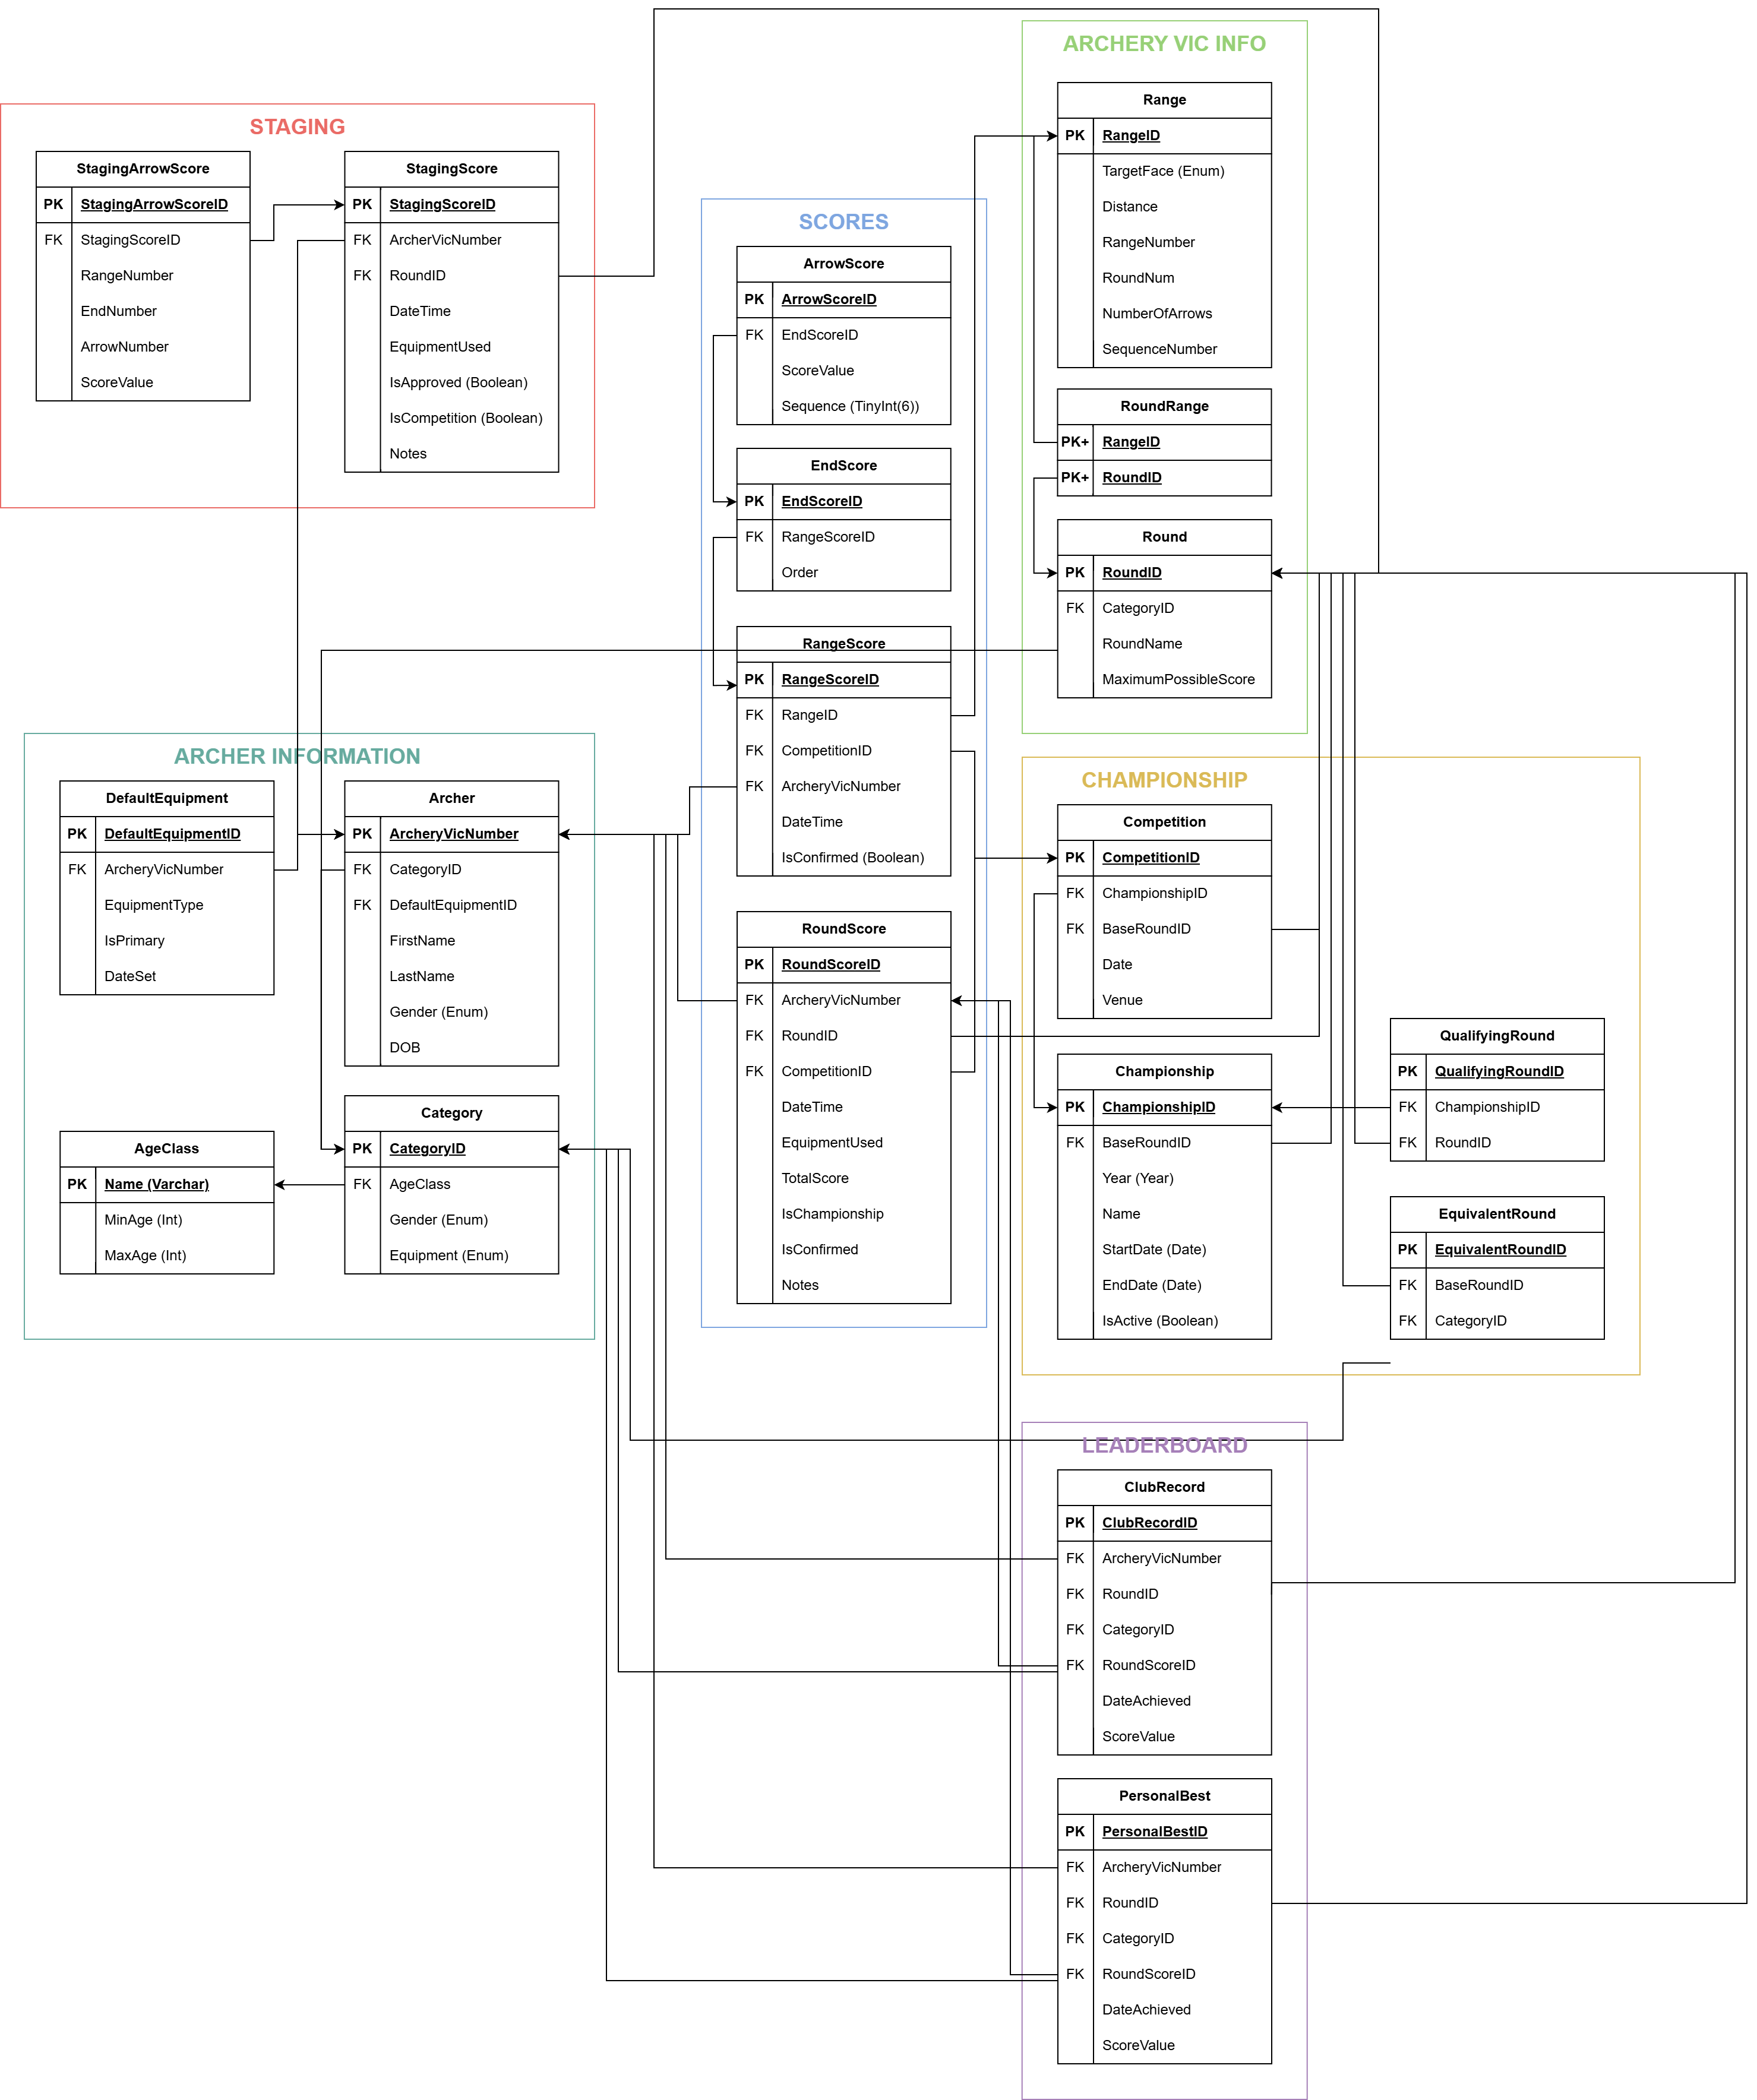 STAGING
StagingArrowScore
PK StagingArrowScoreID
FK StagingScoreID
RangeNumber
EndNumber
ArrowNumber
ScoreValue
StagingScore
PK StagingScoreID
FK ArcherVicNumber
FK RoundID
DateTime
EquipmentUsed
IsApproved (Boolean)
IsCompetition (Boolean)
Notes
ARCHER INFORMATION
DefaultEquipment
PK DefaultEquipmentID
FK ArcheryVicNumber
EquipmentType
IsPrimary
DateSet
Archer
PK ArcheryVicNumber
FK CategoryID
FK DefaultEquipmentID
FirstName
LastName
Gender (Enum)
DOB
AgeClass
PK Name (Varchar)
MinAge (Int)
MaxAge (Int)
Category
PK CategoryID
FK AgeClass
Gender (Enum)
Equipment (Enum)
SCORES
ArrowScore
PK ArrowScoreID
FK EndScoreID
ScoreValue
Sequence (TinyInt(6))
EndScore
PK EndScoreID
FK RangeScoreID
Order
RangeScore
PK RangeScoreID
FK RangeID
FK CompetitionID
FK ArcheryVicNumber
DateTime
IsConfirmed (Boolean)
RoundScore
PK RoundScoreID
FK ArcheryVicNumber
FK RoundID
FK CompetitionID
DateTime
EquipmentUsed
TotalScore
IsChampionship
IsConfirmed
Notes
ARCHERY VIC INFO
Range
PK RangeID
TargetFace (Enum)
Distance
RangeNumber
RoundNum
NumberOfArrows
SequenceNumber
RoundRange
PK+ RangeID
PK+ RoundID
Round
PK RoundID
FK CategoryID
RoundName
MaximumPossibleScore
CHAMPIONSHIP
Competition
PK CompetitionID
FK ChampionshipID
FK BaseRoundID
Date
Venue
Championship
PK ChampionshipID
FK BaseRoundID
Year (Year)
Name
StartDate (Date)
EndDate (Date)
IsActive (Boolean)
QualifyingRound
PK QualifyingRoundID
FK ChampionshipID
FK RoundID
EquivalentRound
PK EquivalentRoundID
FK BaseRoundID
FK CategoryID
LEADERBOARD
ClubRecord
PK ClubRecordID
FK ArcheryVicNumber
FK RoundID
FK CategoryID
FK RoundScoreID
DateAchieved
ScoreValue
PersonalBest
PK PersonalBestID
FK ArcheryVicNumber
FK RoundID
FK CategoryID
FK RoundScoreID
DateAchieved
ScoreValue